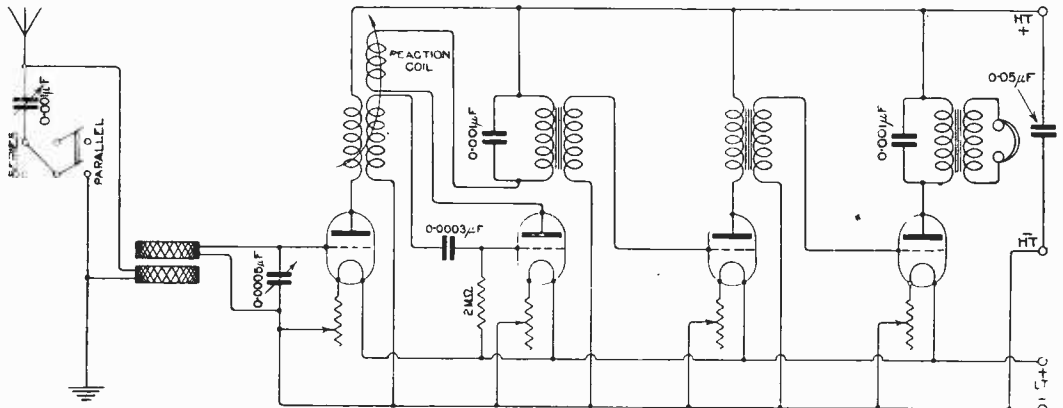 HT
+
REACTION
COIL
0·05μF
0·001μF
SERIES
PARALLEL
0·001μF
0·001μF
0·0003μF
0·0005μF
2MΩ
HT
+
LT